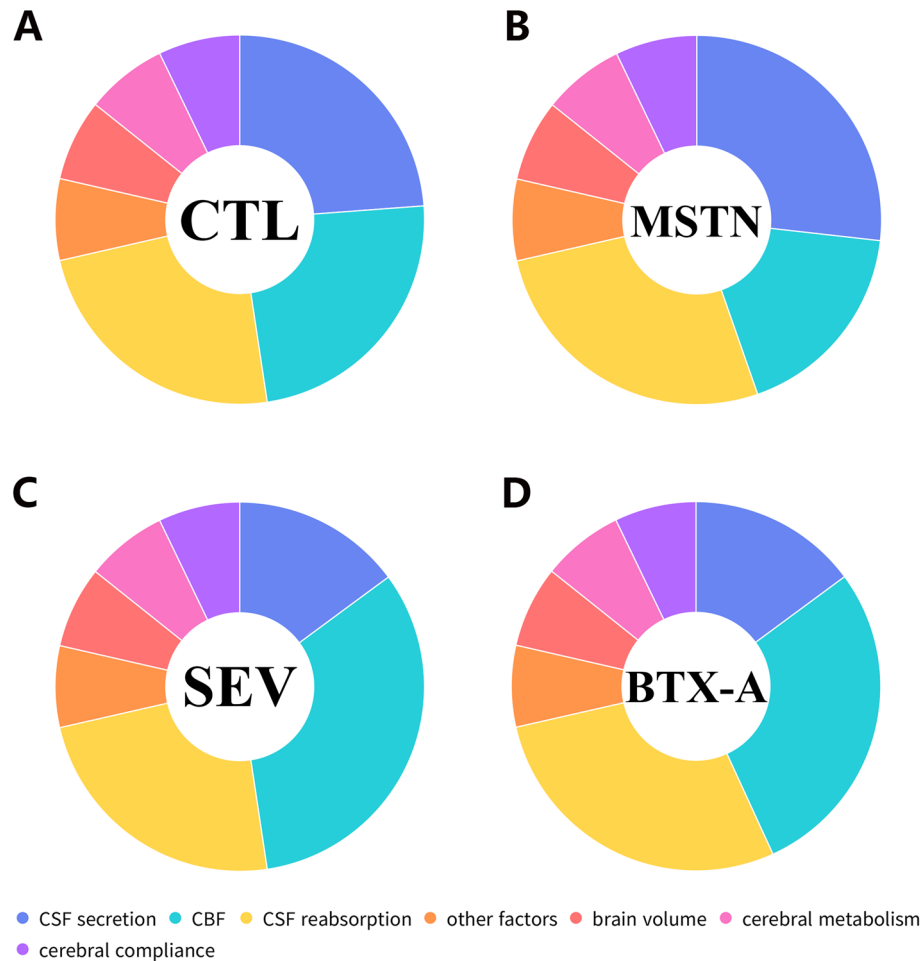 A
B
CTL
MSTN
C
D
SEV
BTX-A
CSF secretion CBF CSF reabsorption other factors brain volume cerebral metabolism
cerebral compliance